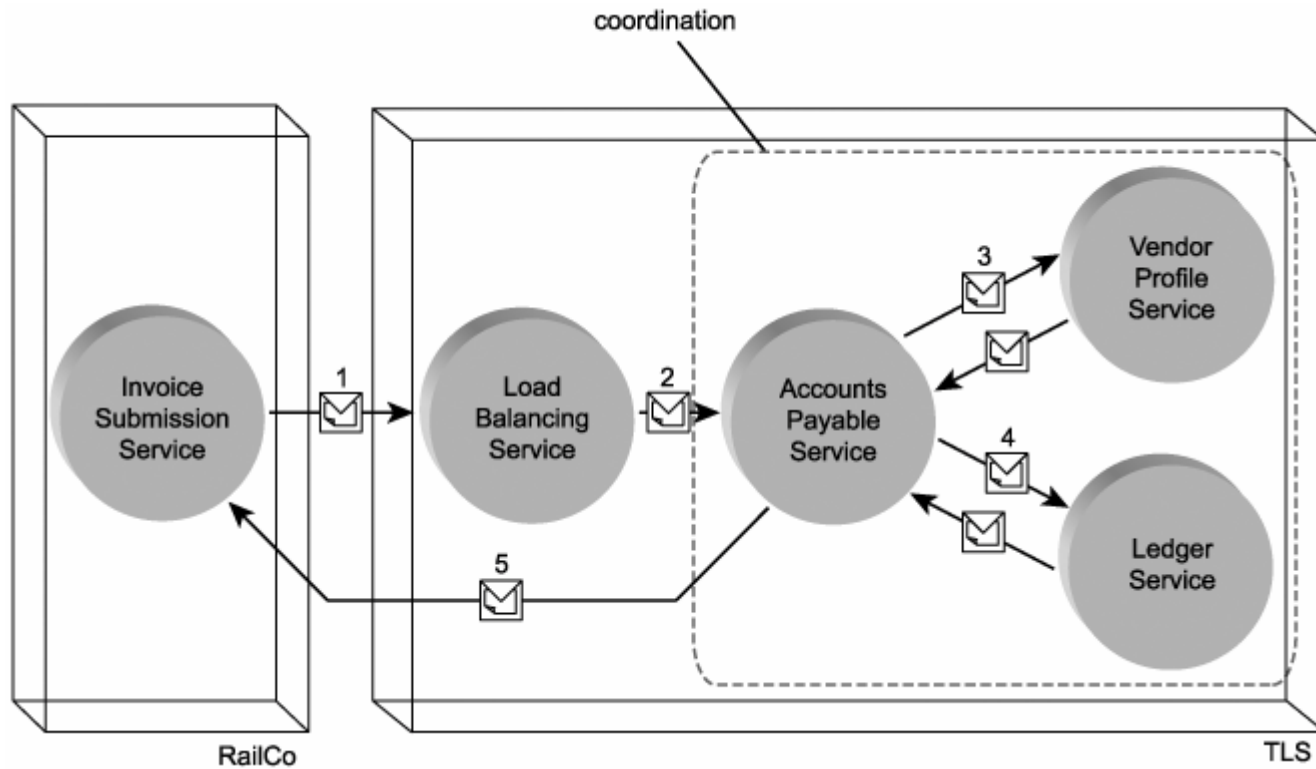 coordination
Vendor
Profile
Service
3
Invoice
Submission
Service
1
Load
Balancing
Service
2
Accounts
Payable
Service
4
Ledger
Service
5
RailCo
TLS